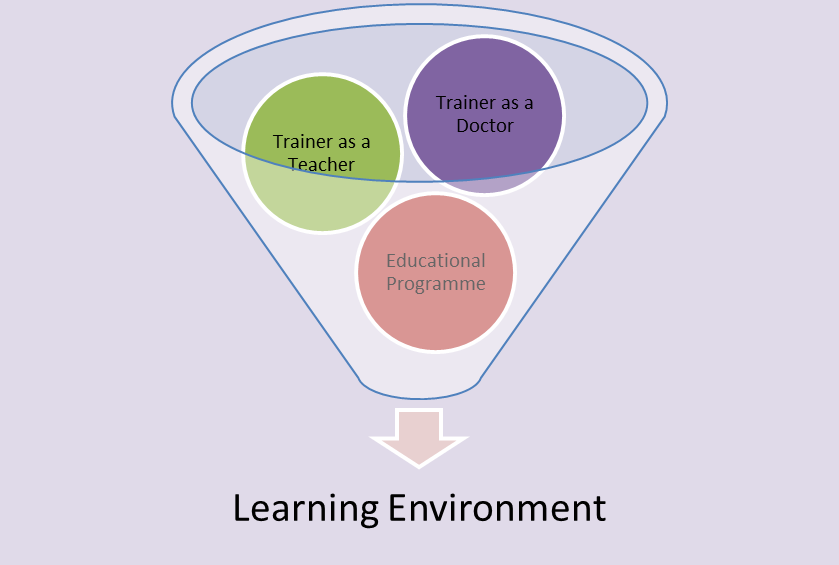 Trainer as a
Doctor
Trainer as a
Teacher
Educational
Programme
Learning Environment